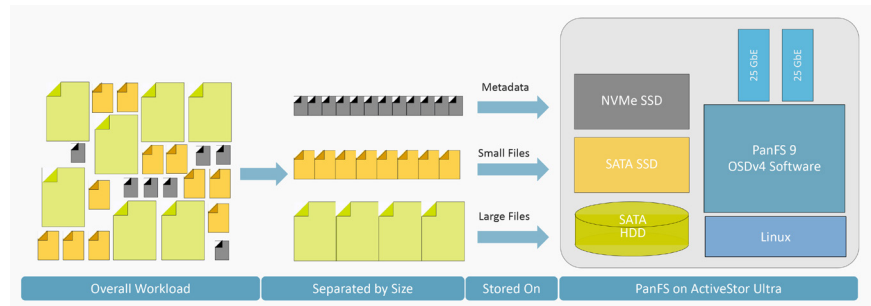 Metadata
Small Files
Large Files
NVMe SSD
SATA SSD
SATA
HDD
25 GbE
25 GbE
PanFS 9
OSDv4 Software
Linux
Overall Workload
Separated by Size
Stored On
PanFS on ActiveStor Ultra